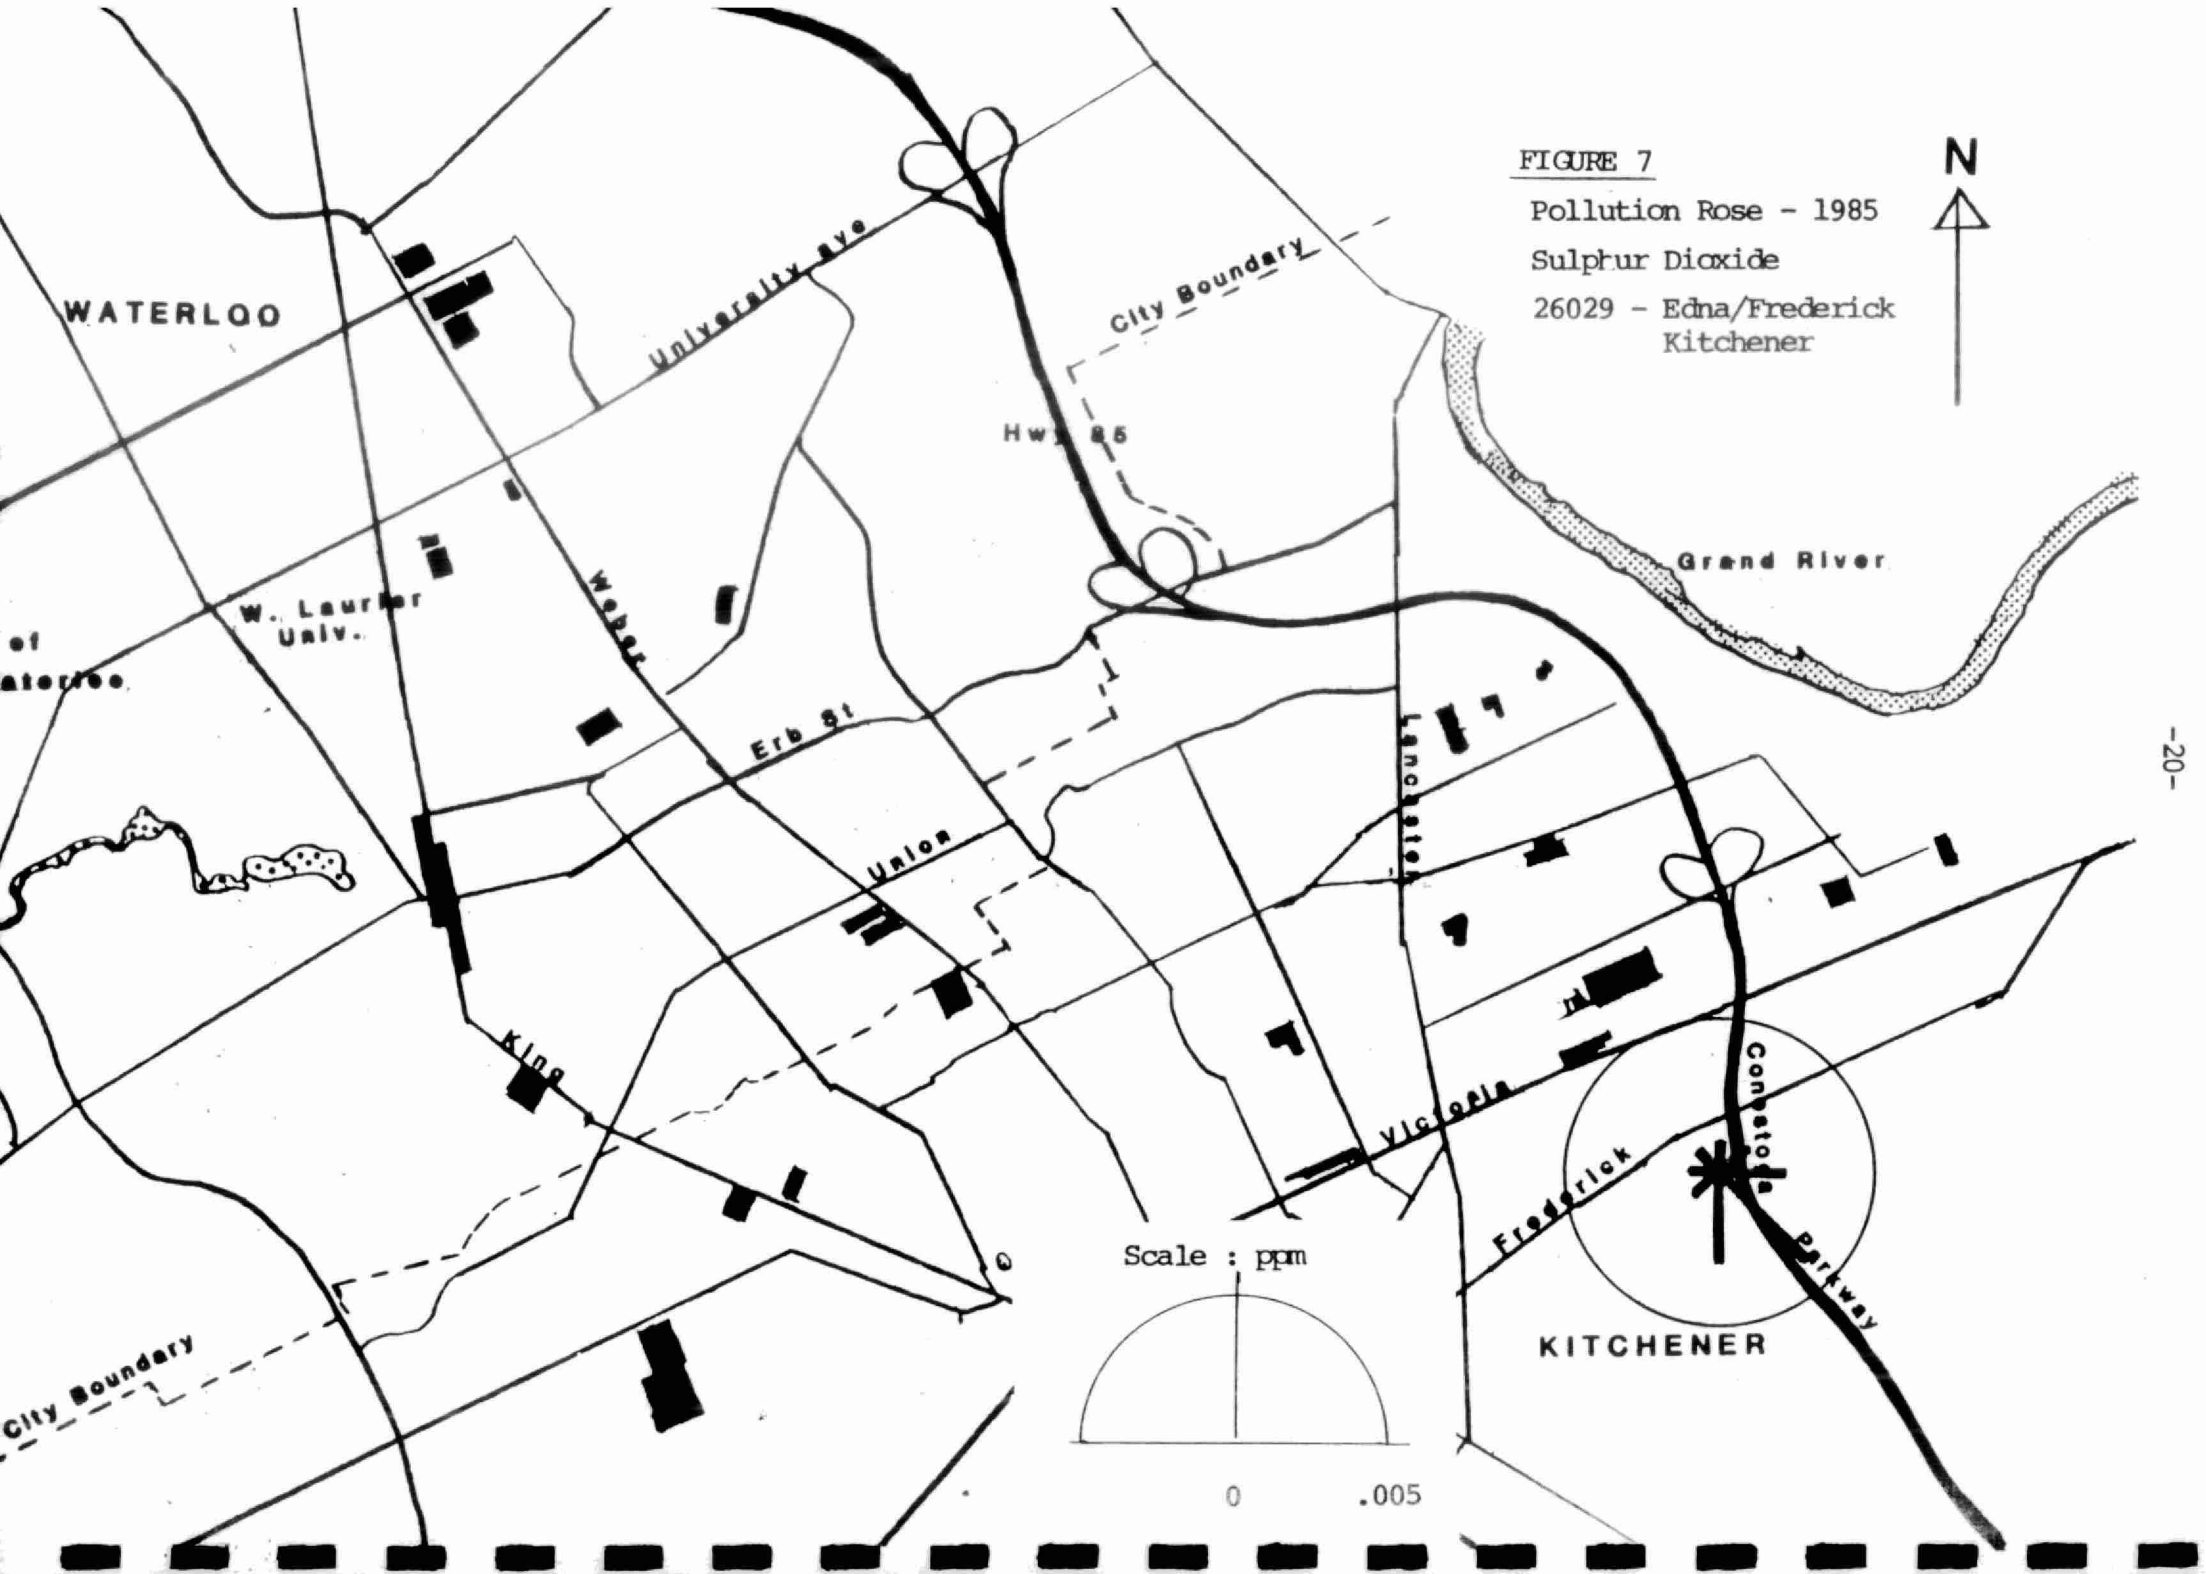 FIGURE 7
N
Pollution Rose - 1985
Sulphur Dioxide
26029 - Edna/Frederick
Kitchener
WATERLOO
University ave
City Boundary
Hwy 85
Grand River
W. Laurier
Univ.
of
aterloo
Weber
Erb St
Lancaster
-20-
Union
King
Victoria
Conestoga
Parkway
Frederick
Scale : ppm
KITCHENER
City Boundary
0 .005